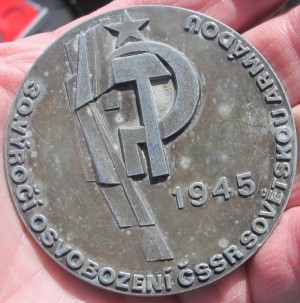 30. VÝROČÍ OSVOBOZENÍ ČSSR SOVĚTSKOU ARMÁDOU
1945